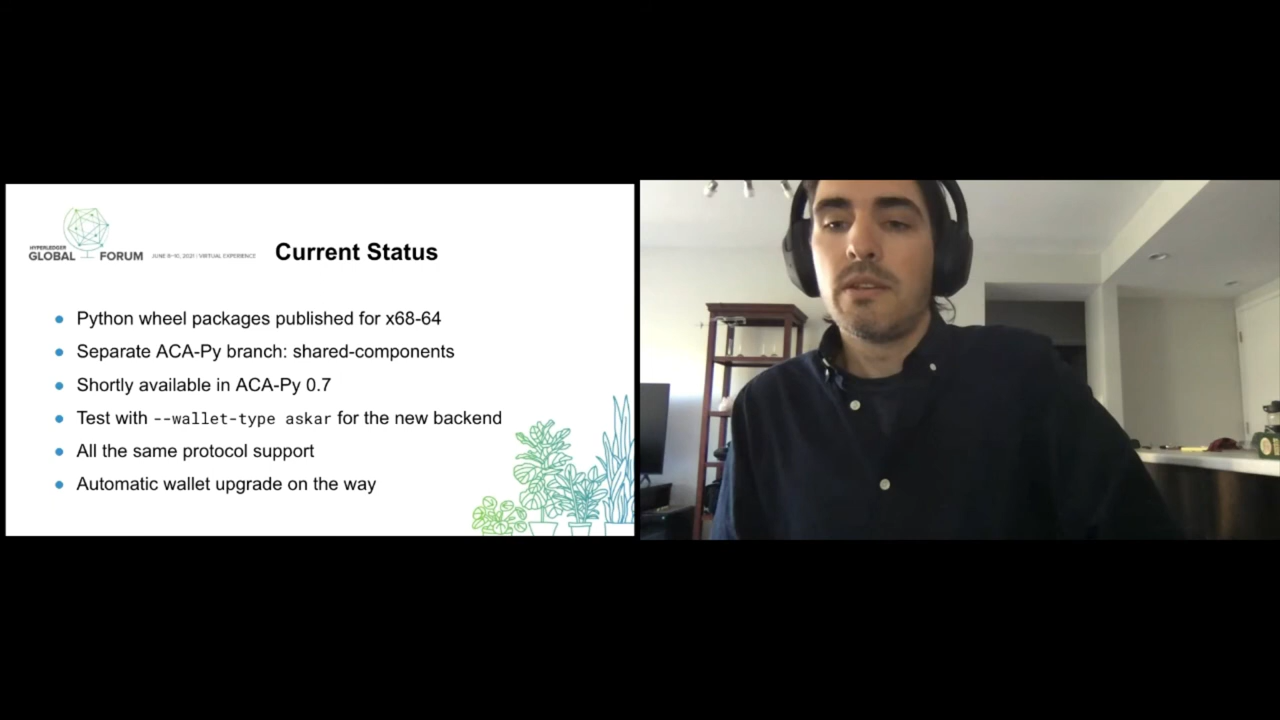 HYPERLEDGER
GLOBAL FORUM JUNE 8-10, 2021 | VIRTUAL EXPERIENCE
Current Status
Python wheel packages published for x68-64
Separate ACA-Py branch: shared-components
Shortly available in ACA-Py 0.7
Test with --wallet-type askar for the new backend
All the same protocol support
Automatic wallet upgrade on the way